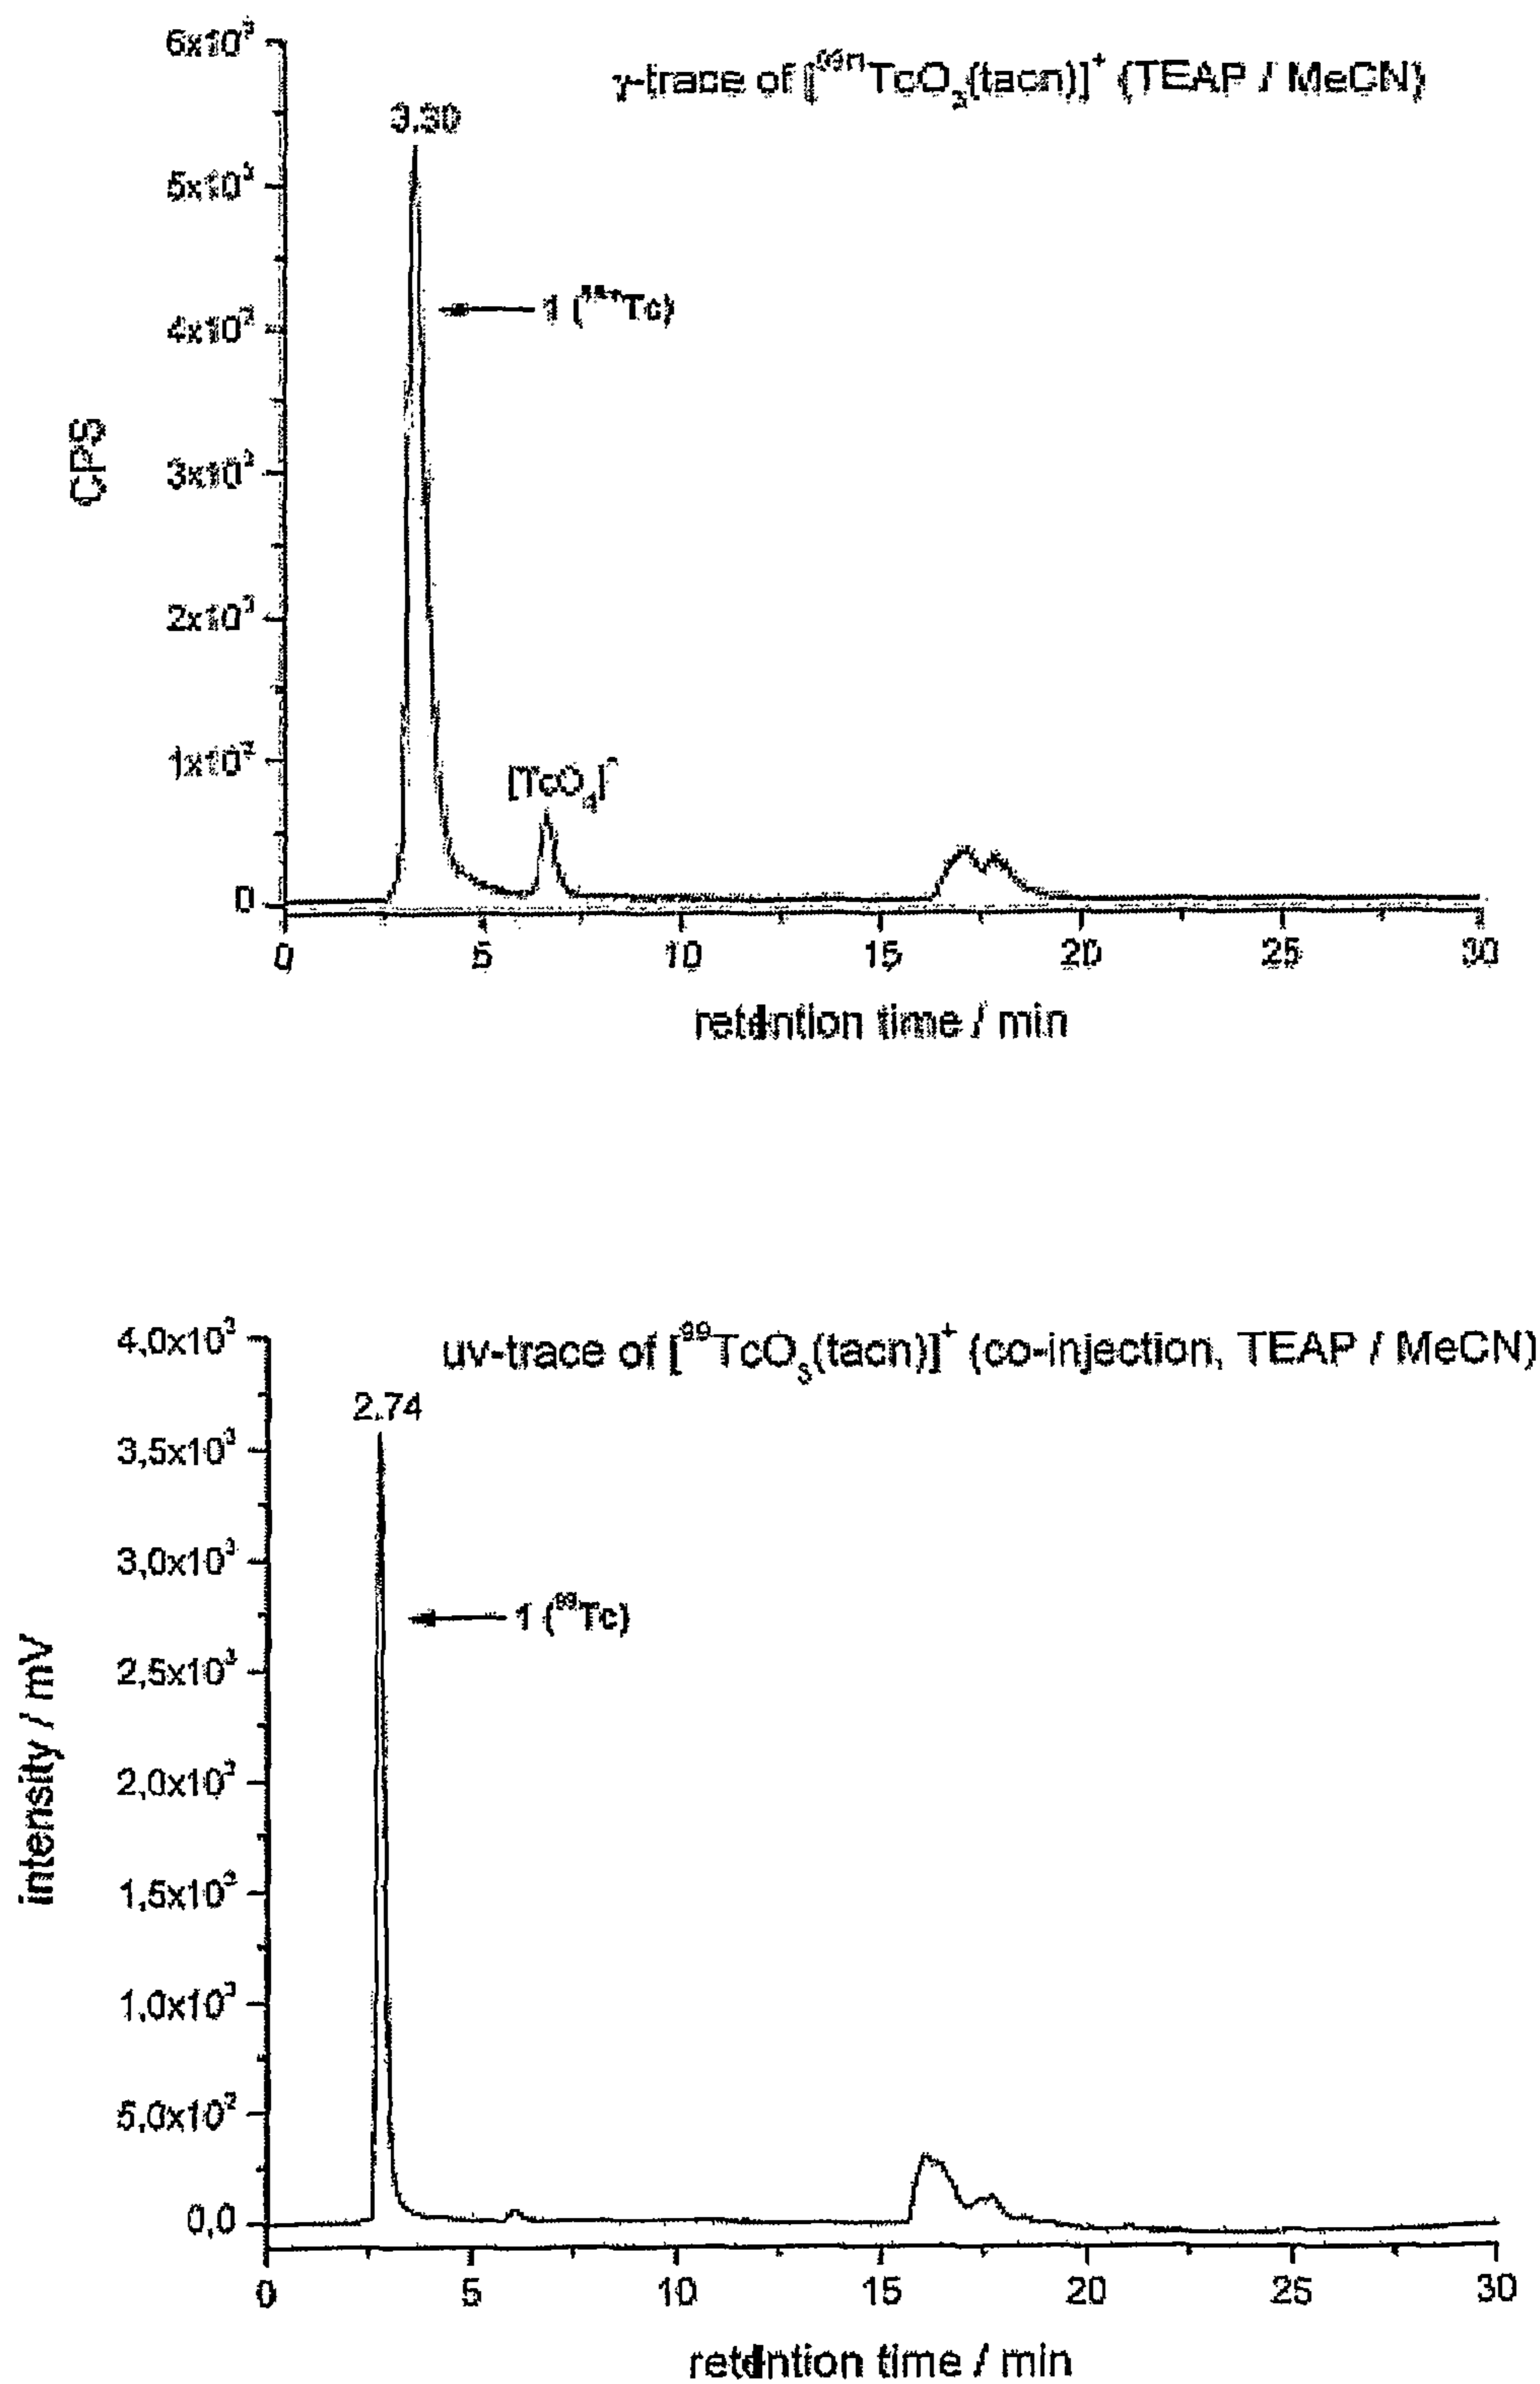 6x10³
γ-trace of [⁹⁹ᵐTcO₃(tacn)]⁺ (TEAP / MeCN)
3.30
5x10³
1 (⁹⁹ᵐTc)
4x10³
CPS
3x10³
2x10³
1x10³
[TcO₄]⁻
0
0 5 10 15 20 25 30
retention time / min
4,0x10³
uv-trace of [⁹⁹TcO₃(tacn)]⁺ (co-injection, TEAP / MeCN)
2.74
3,5x10³
3,0x10³
1 (⁹⁹Tc)
2,5x10³
intensity / mV
2,0x10³
1,5x10³
1,0x10³
5,0x10²
0,0
0 5 10 15 20 25 30
retention time / min